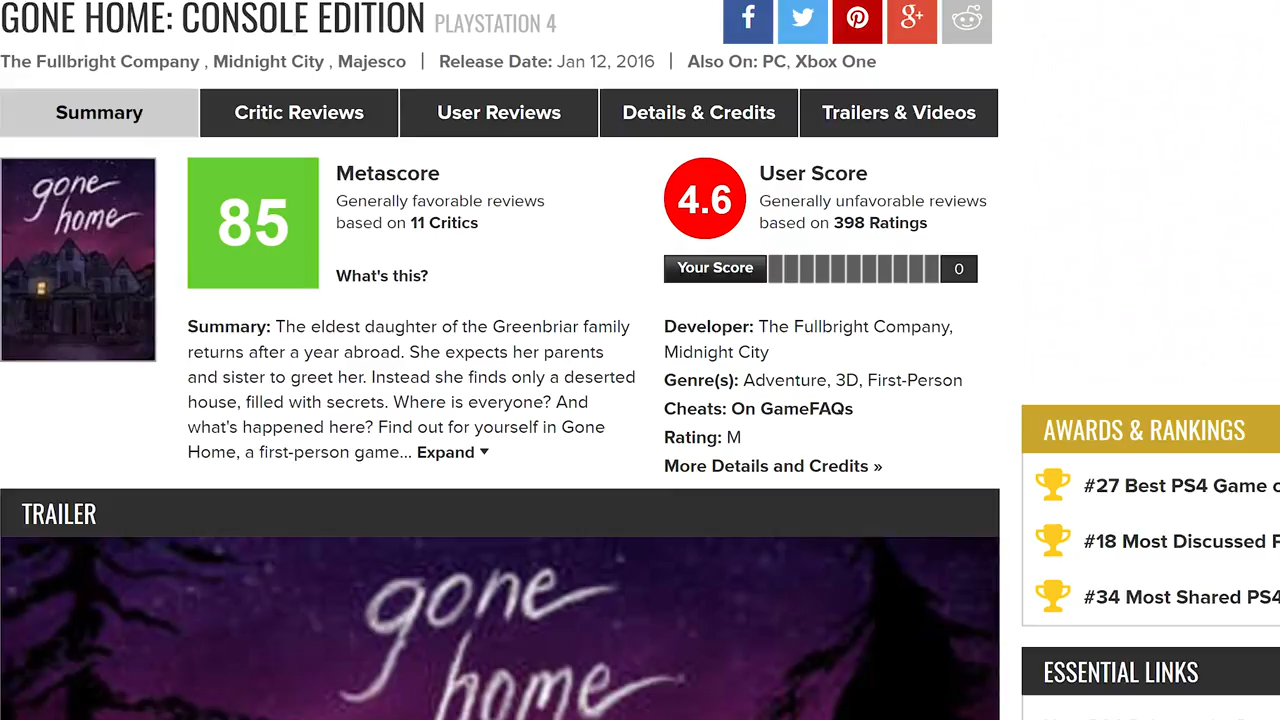 GONE HOME: CONSOLE EDITION PLAYSTATION 4
The Fullbright Company , Midnight City , Majesco | Release Date: Jan 12, 2016 | Also On: PC, Xbox One
Summary
Critic Reviews
User Reviews
Details & Credits
Trailers & Videos
gone
home
85
Metascore
Generally favorable reviews
based on 11 Critics
What's this?
4.6
User Score
Generally unfavorable reviews
based on 398 Ratings
Your Score
0
Summary: The eldest daughter of the Greenbriar family
returns after a year abroad. She expects her parents
and sister to greet her. Instead she finds only a deserted
house, filled with secrets. Where is everyone? And
what's happened here? Find out for yourself in Gone
Home, a first-person game... Expand
Developer: The Fullbright Company,
Midnight City
Genre(s): Adventure, 3D, First-Person
Cheats: On GameFAQs
Rating: M
More Details and Credits »
AWARDS & RANKINGS
#27 Best PS4 Game
#18 Most Discussed
#34 Most Shared PS4
ESSENTIAL LINKS
TRAILER
gone
home